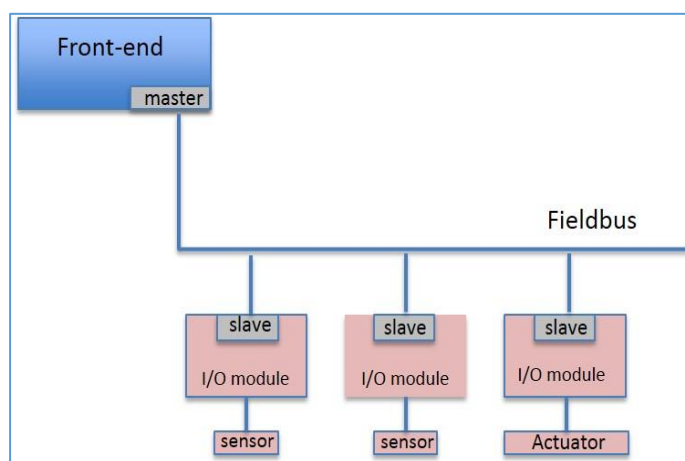 Front-end
master
Fieldbus
slave
slave
slave
I/O module
I/O module
I/O module
sensor
sensor
Actuator